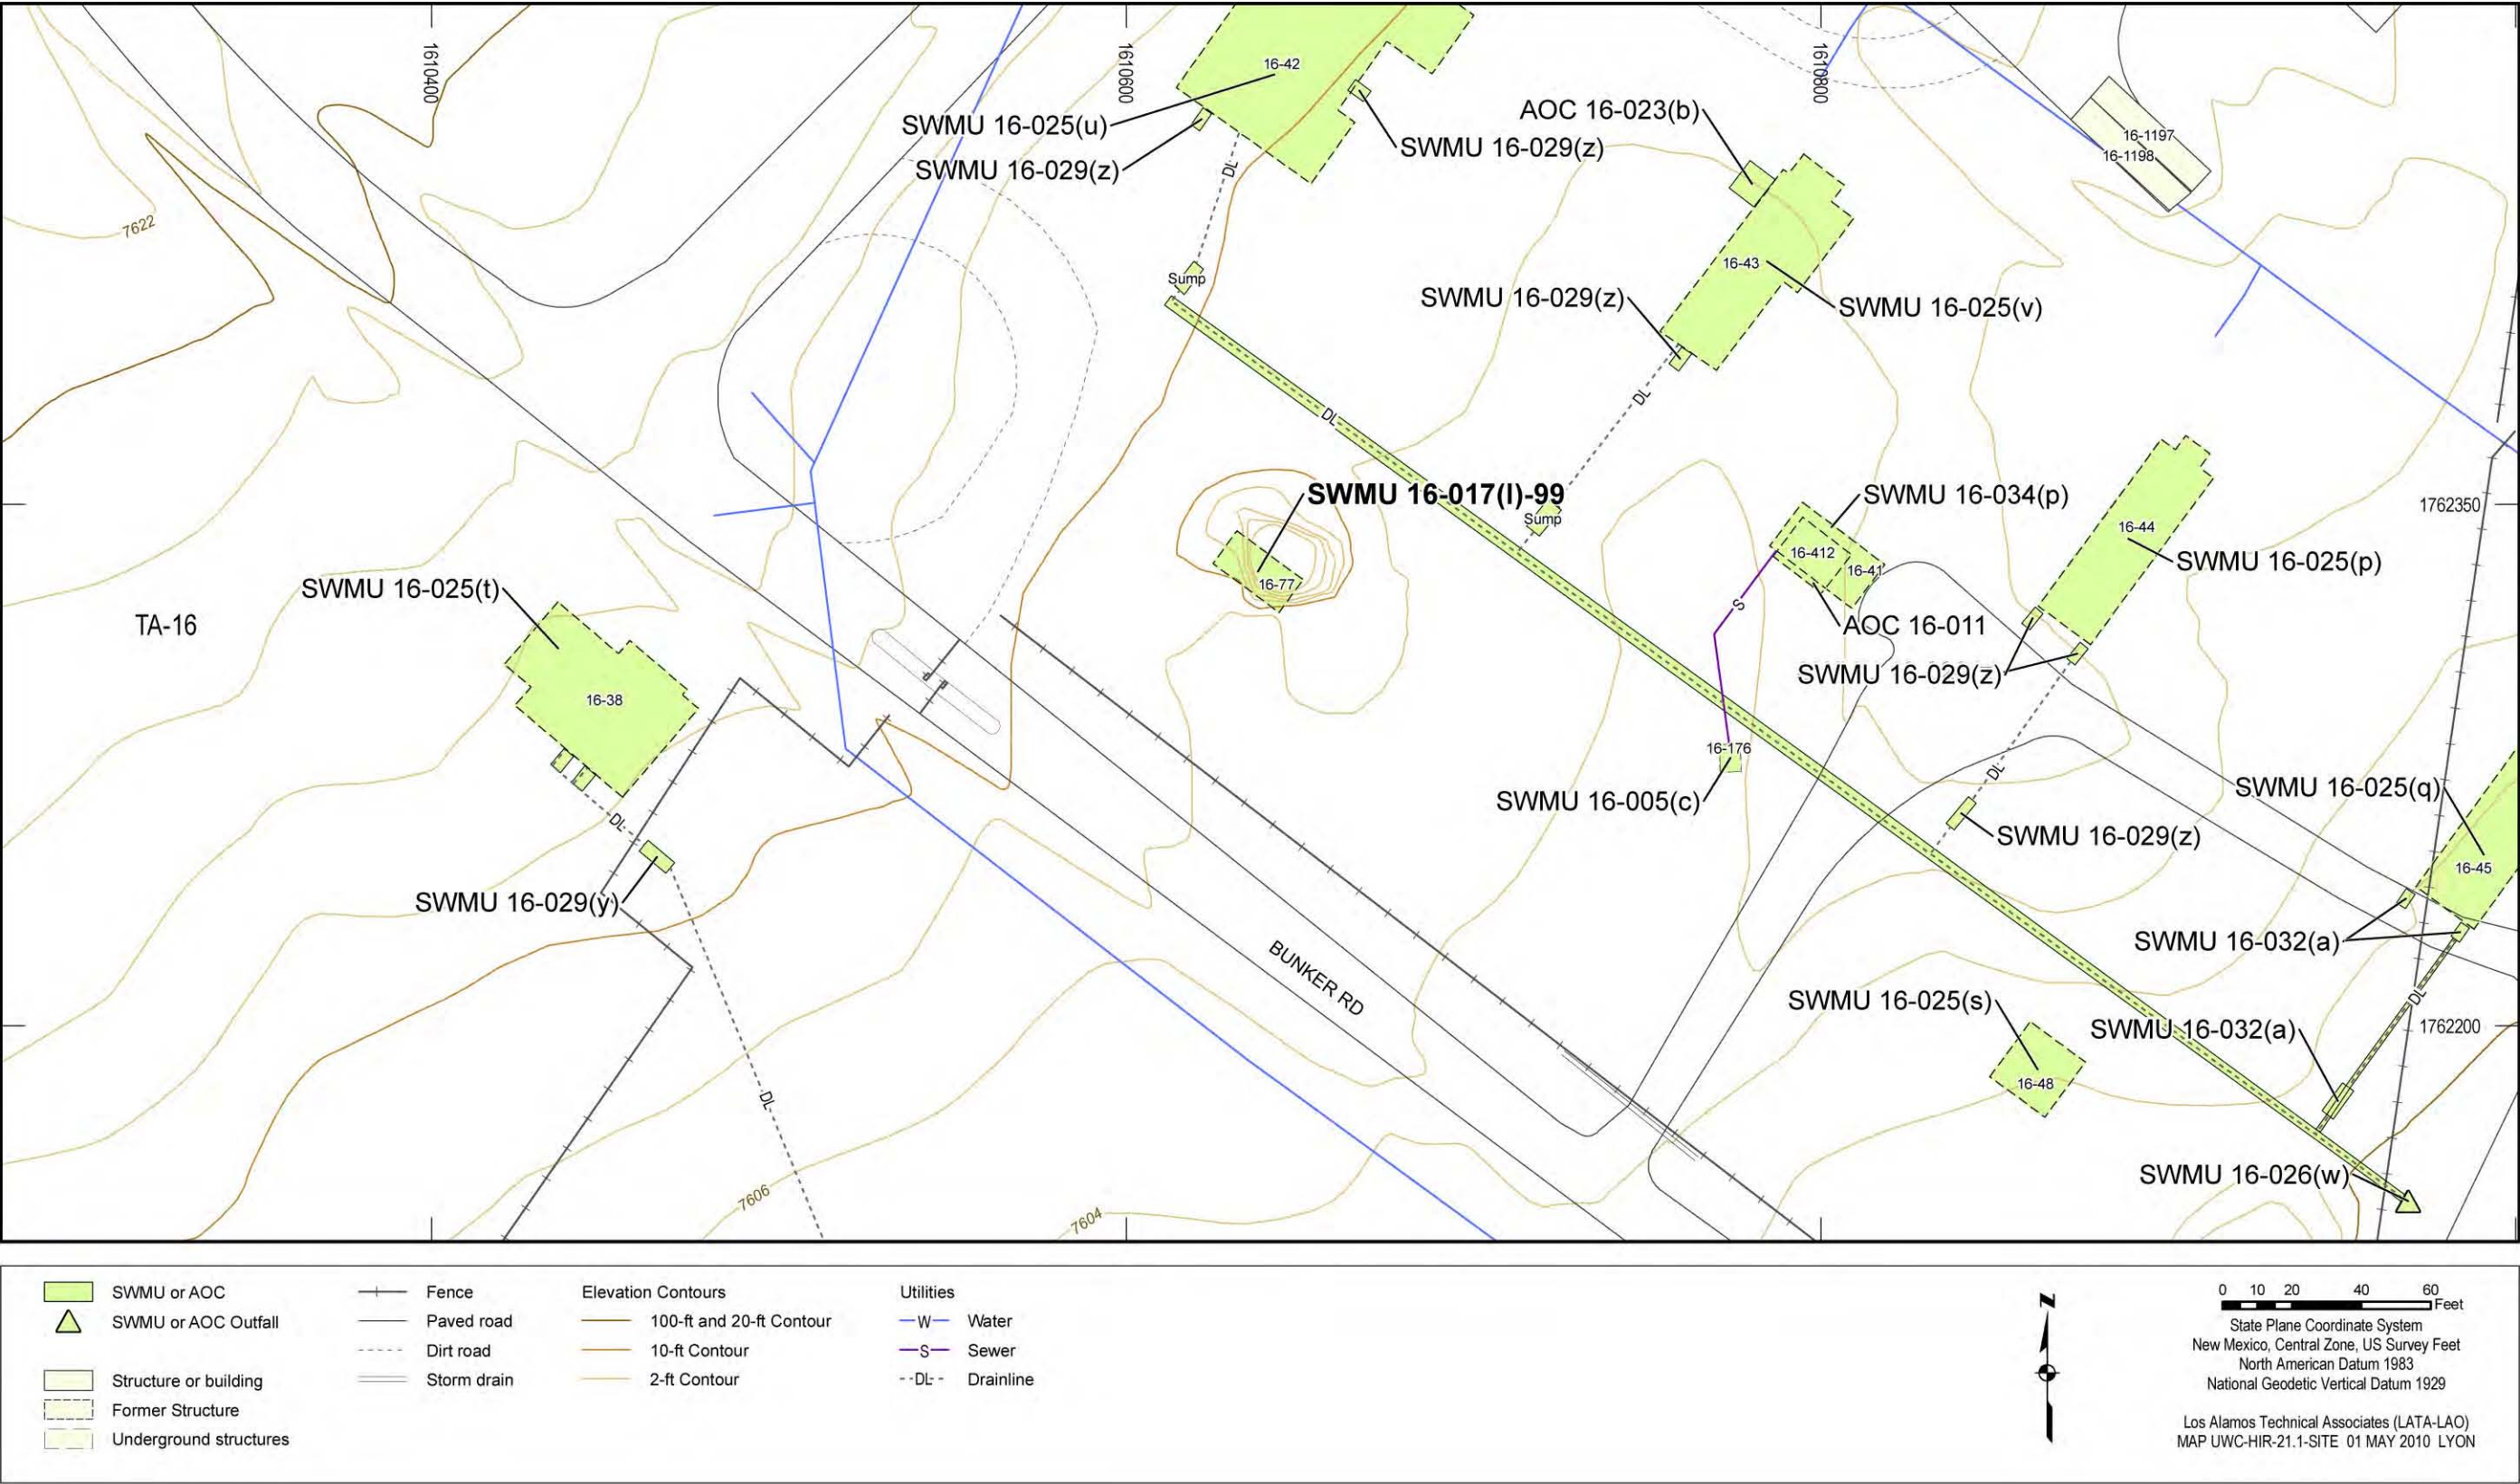 1610400
1610600
1610800
16-42
SWMU 16-025(u)
SWMU 16-029(z)
SWMU 16-029(z)
AOC 16-023(b)
16-1197
16-1198
7622
DL
Sump
16-43
SWMU 16-029(z)
SWMU 16-025(v)
DL
DL
SWMU 16-017(l)-99
Sump
16-77
SWMU 16-034(p)
16-412
16-41
AOC 16-011
S
16-44
SWMU 16-025(p)
1762350
SWMU 16-029(z)
SWMU 16-025(t)
TA-16
16-38
DL
SWMU 16-029(y)
16-176
SWMU 16-005(c)
DL
SWMU 16-029(z)
SWMU 16-025(q)
16-45
SWMU 16-032(a)
DL
BUNKER RD
SWMU 16-025(s)
16-48
SWMU 16-032(a)
1762200
SWMU 16-026(w)
DL
7606
7604
SWMU or AOC
SWMU or AOC Outfall
Structure or building
Former Structure
Underground structures
Fence
Paved road
Dirt road
Storm drain
Elevation Contours
100-ft and 20-ft Contour
10-ft Contour
2-ft Contour
Utilities
W Water
S Sewer
DL Drainline
N
0 10 20 40 60
Feet
State Plane Coordinate System
New Mexico, Central Zone, US Survey Feet
North American Datum 1983
National Geodetic Vertical Datum 1929
Los Alamos Technical Associates (LATA-LAO)
MAP UWC-HIR-21.1-SITE 01 MAY 2010 LYON